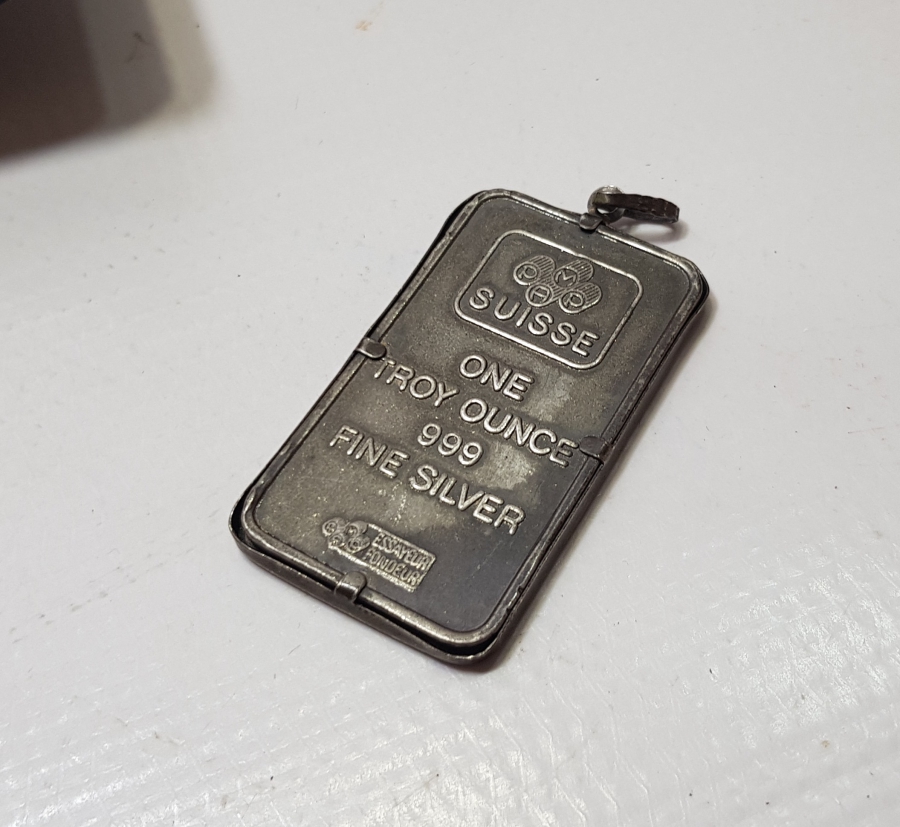 PAMP
SUISSE
ONE
TROY OUNCE
999
FINE SILVER
ESSAYEUR
FONDEUR